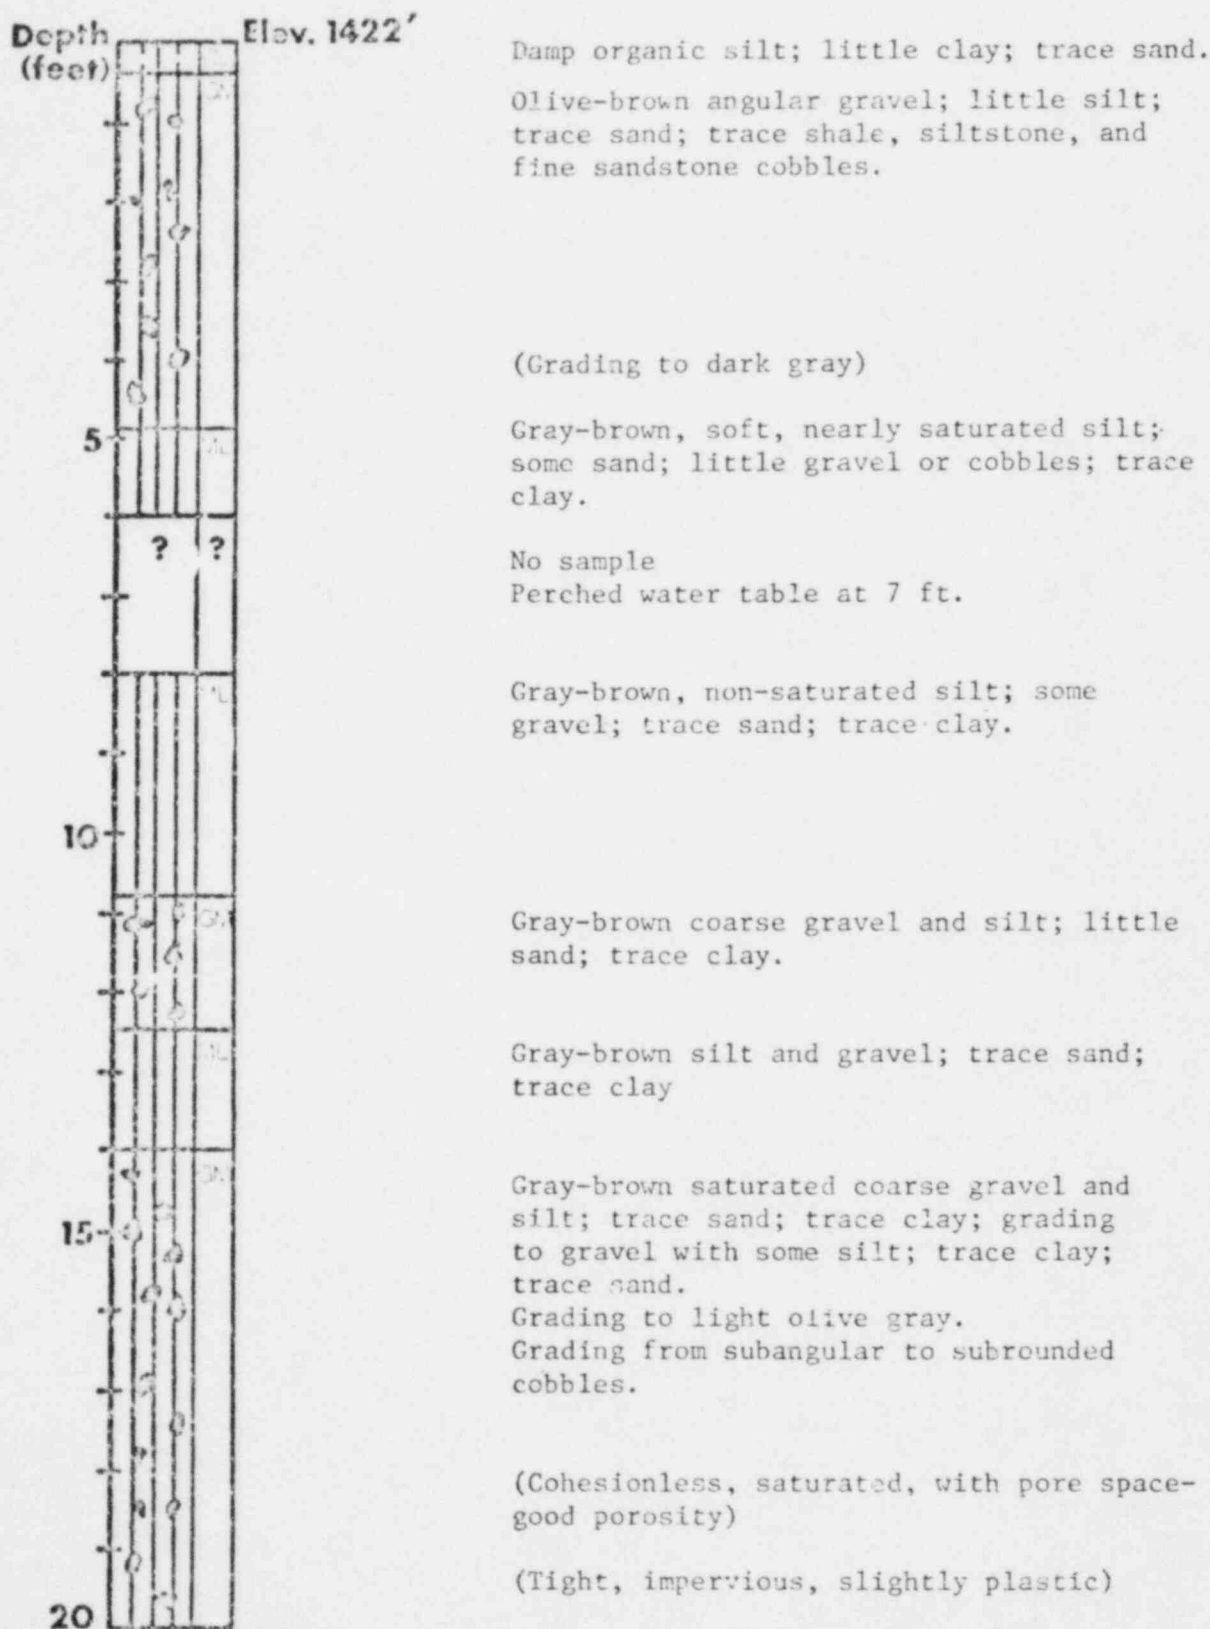 Depth
(feet)
Elev. 1422'
Damp organic silt; little clay; trace sand.
GM
Olive-brown angular gravel; little silt;
trace sand; trace shale, siltstone, and
fine sandstone cobbles.
(Grading to dark gray)
5
ML
Gray-brown, soft, nearly saturated silt;
some sand; little gravel or cobbles; trace
clay.
? ?
No sample
Perched water table at 7 ft.
ML
Gray-brown, non-saturated silt; some
gravel; trace sand; trace clay.
10
GM
Gray-brown coarse gravel and silt; little
sand; trace clay.
ML
Gray-brown silt and gravel; trace sand;
trace clay
GM
Gray-brown saturated coarse gravel and
silt; trace sand; trace clay; grading
15
to gravel with some silt; trace clay;
trace sand.
Grading to light olive gray.
Grading from subangular to subrounded
cobbles.
(Cohesionless, saturated, with pore space-
good porosity)
(Tight, impervious, slightly plastic)
20